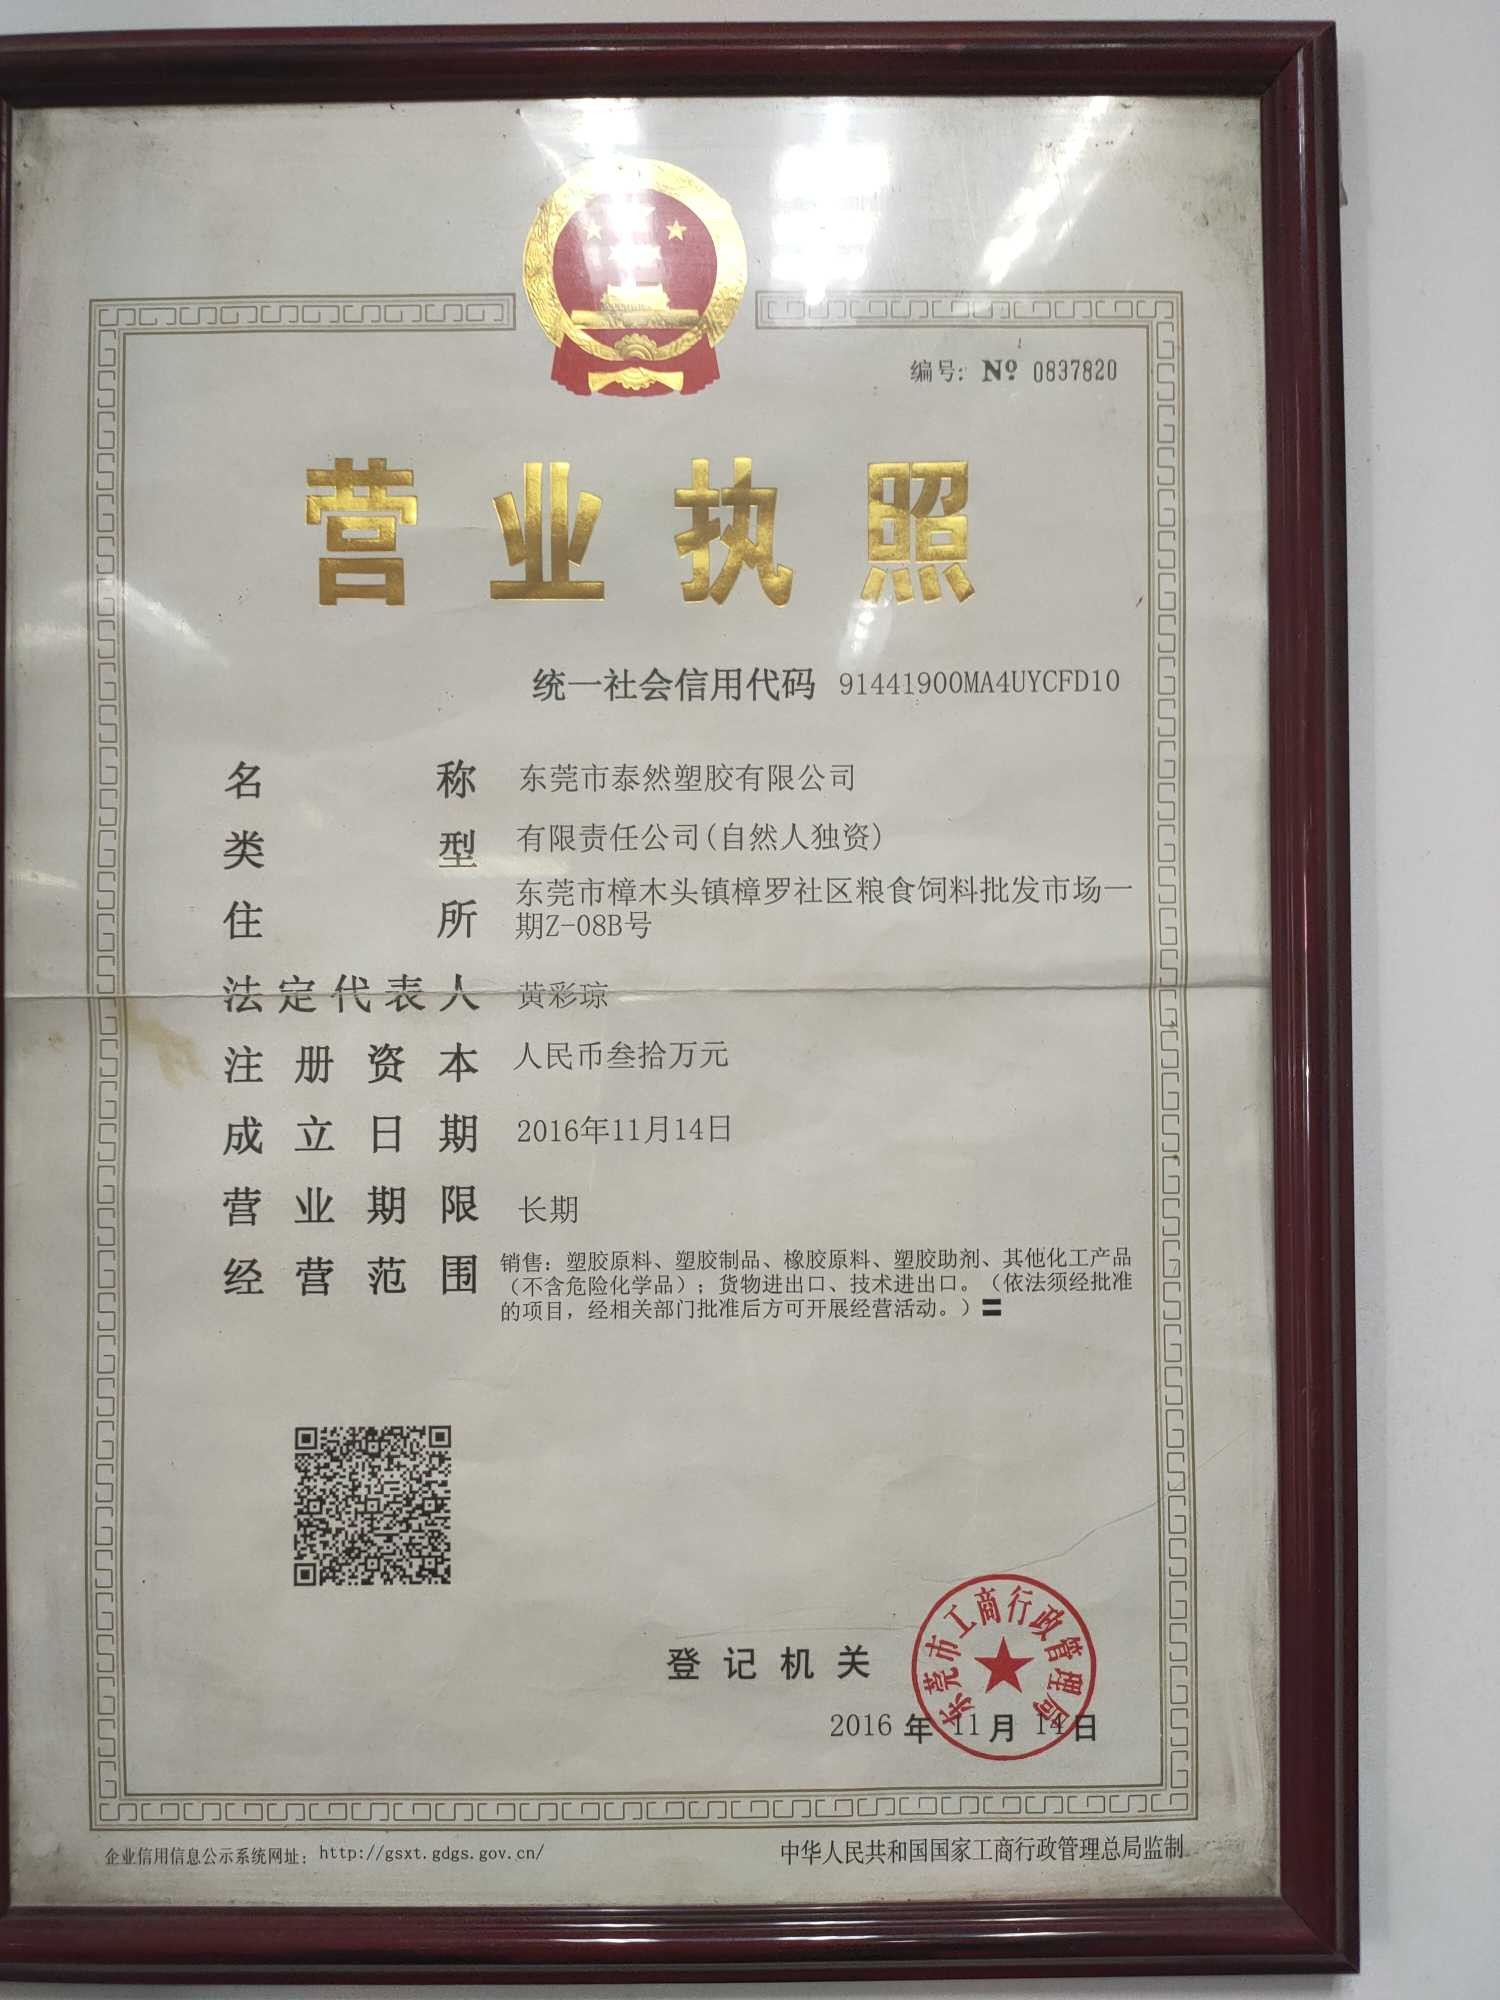 编号: Nº 0837820
营业执照
统一社会信用代码 91441900MA4UYCFD10
名称 东莞市泰然塑胶有限公司
类型 有限责任公司(自然人独资)
住所 东莞市樟木头镇樟罗社区粮食饲料批发市场一
期Z-08B号
法定代表人 黄彩琼
注册资本 人民币叁拾万元
成立日期 2016年11月14日
营业期限 长期
经营范围 销售：塑胶原料、塑胶制品、橡胶原料、塑胶助剂、其他化工产品
（不含危险化学品）；货物进出口、技术进出口。（依法须经批准
的项目，经相关部门批准后方可开展经营活动。）〓
登记机关
东莞市工商行政管理局
2016 年 11 月 14 日
企业信用信息公示系统网址：http://gsxt.gdgs.gov.cn/
中华人民共和国国家工商行政管理总局监制